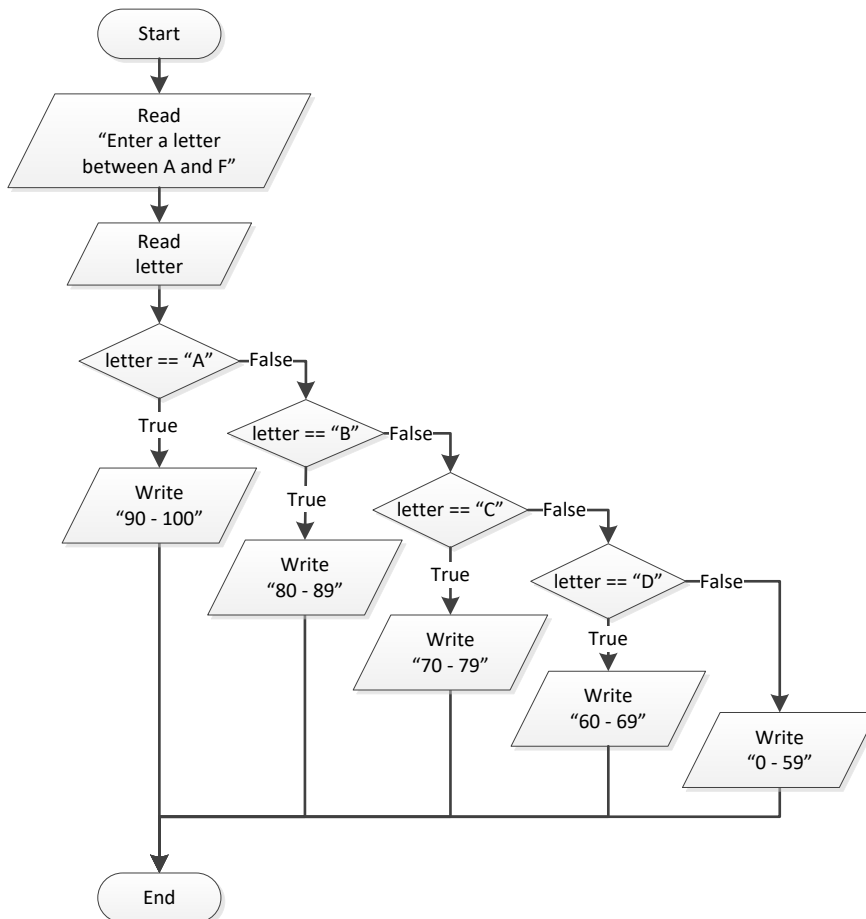 Start
Read
“Enter a letter
between A and F”
Read
letter
letter == “A”
False
True
Write
“90 - 100”
letter == “B”
False
True
Write
“80 - 89”
letter == “C”
False
True
Write
“70 - 79”
letter == “D”
False
True
Write
“60 - 69”
Write
“0 - 59”
End